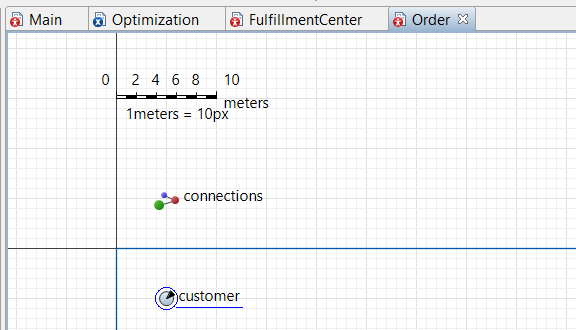 Main Optimization FulfillmentCenter Order
0 2 4 6 8 10
meters
1meters = 10px
connections
customer